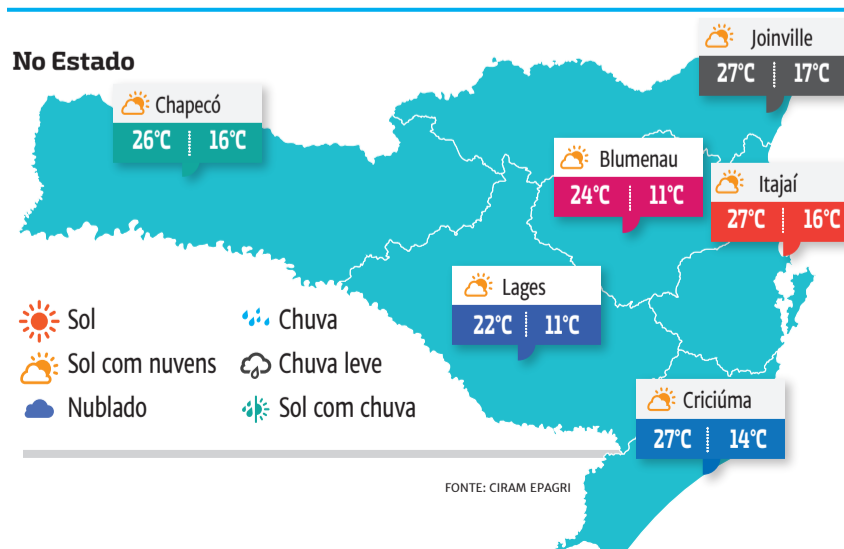 No Estado
Joinville
27°C 17°C
Chapecó
26°C 16°C
Blumenau
24°C 11°C
Itajaí
27°C 16°C
Lages
22°C 11°C
Sol
Chuva
Sol com nuvens
Chuva leve
Nublado
Sol com chuva
Criciúma
27°C 14°C
FONTE: CIRAM EPAGRI